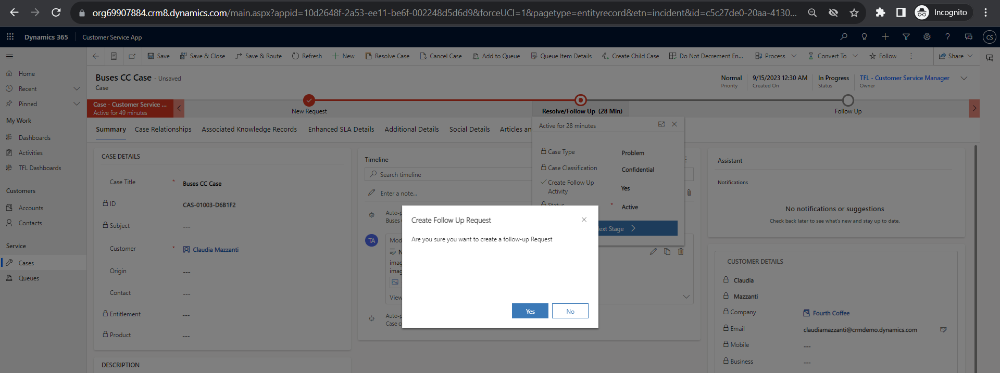 org69907884.crm8.dynamics.com/main.aspx?appid=10d2648f-2a53-ee11-be6f-002248d5d6d9&forceUCI=1&pagetype=entityrecord&etn=incident&id=c5c27de0-20aa-4130...
Incognito
Dynamics 365
Customer Service App
CS
Save
Save & Close
Save & Route
Refresh
New
Resolve Case
Cancel Case
Add to Queue
Queue Item Details
Create Child Case
Do Not Decrement En...
Process
Convert To
Follow
Share
Home
Recent
Pinned
My Work
Dashboards
Activities
TFL Dashboards
Customers
Accounts
Contacts
Service
Cases
Queues
Buses CC Case - Unsaved
Case
Normal
Priority
9/15/2023 12:30 AM
Created On
In Progress
Status
TFL - Customer Service Manager
Owner
Case - Customer Service ...
Active for 49 minutes
New Request
Resolve/Follow Up (28 Min)
Follow Up
Summary
Case Relationships
Associated Knowledge Records
Enhanced SLA Details
Additional Details
Social Details
Articles an
Active for 28 minutes
Case Type
Problem
Case Classification
Confidential
Create Follow Up
Activity
Yes
Status
*
Active
ext Stage
CASE DETAILS
Case Title
*
Buses CC Case
ID
CAS-01003-D6B1F2
Subject
---
Customer
*
Claudia Mazzanti
Origin
---
Contact
---
Entitlement
---
Product
---
DESCRIPTION
Timeline
Search timeline
Enter a note...
Auto-p
Buses
TA
Mod
N
imag
imag
View
Auto-p
Case c
Create Follow Up Request
Are you sure you want to create a follow-up Request
Yes
No
Assistant
Notifications
No notifications or suggestions
Check back later to see what's new and stay up to date.
CUSTOMER DETAILS
Claudia
Mazzanti
Company
Fourth Coffee
Email
claudiamazzanti@crmdemo.dynamics.com
Mobile
---
Business
---